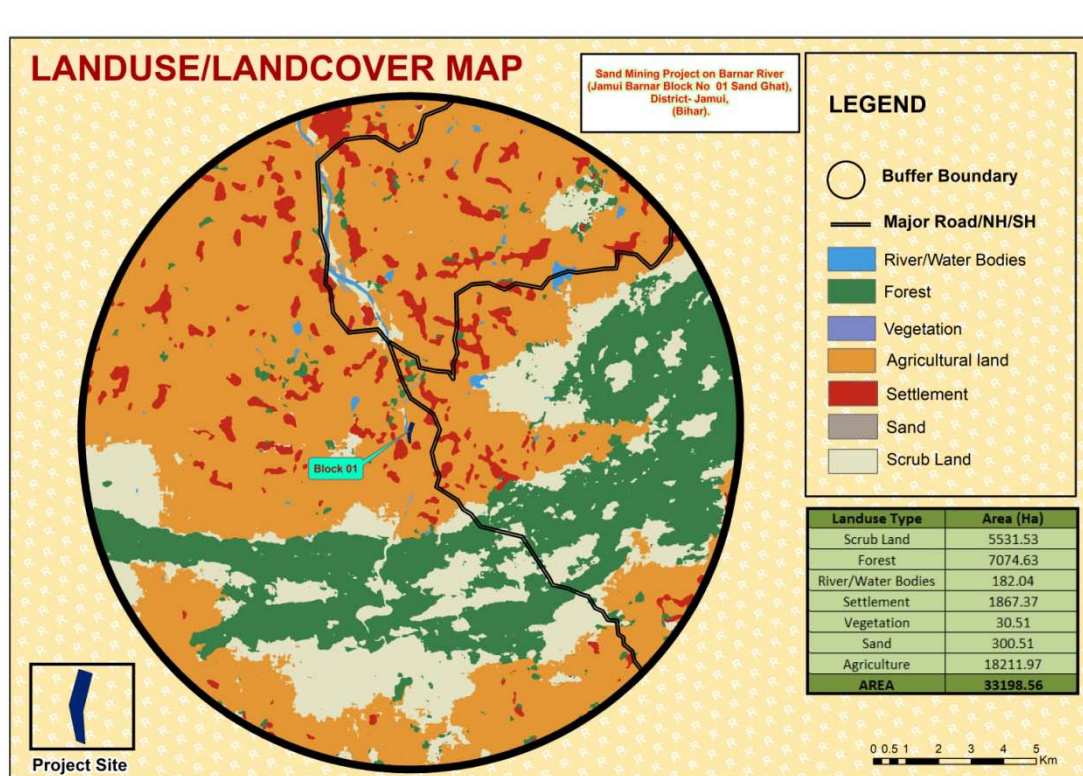 LANDUSE/LANDCOVER MAP
Sand Mining Project on Barnar River
(Jamui Barnar Block No 01 Sand Ghat),
District- Jamui,
(Bihar).
LEGEND
Buffer Boundary
Major Road/NH/SH
River/Water Bodies
Forest
Vegetation
Agricultural land
Settlement
Sand
Scrub Land
Block 01
Landuse Type Area (Ha)
Scrub Land 5531.53
Forest 7074.63
River/Water Bodies 182.04
Settlement 1867.37
Vegetation 30.51
Sand 300.51
Agriculture 18211.97
AREA 33198.56
Project Site
0 0.5 1 2 3 4 5
Km